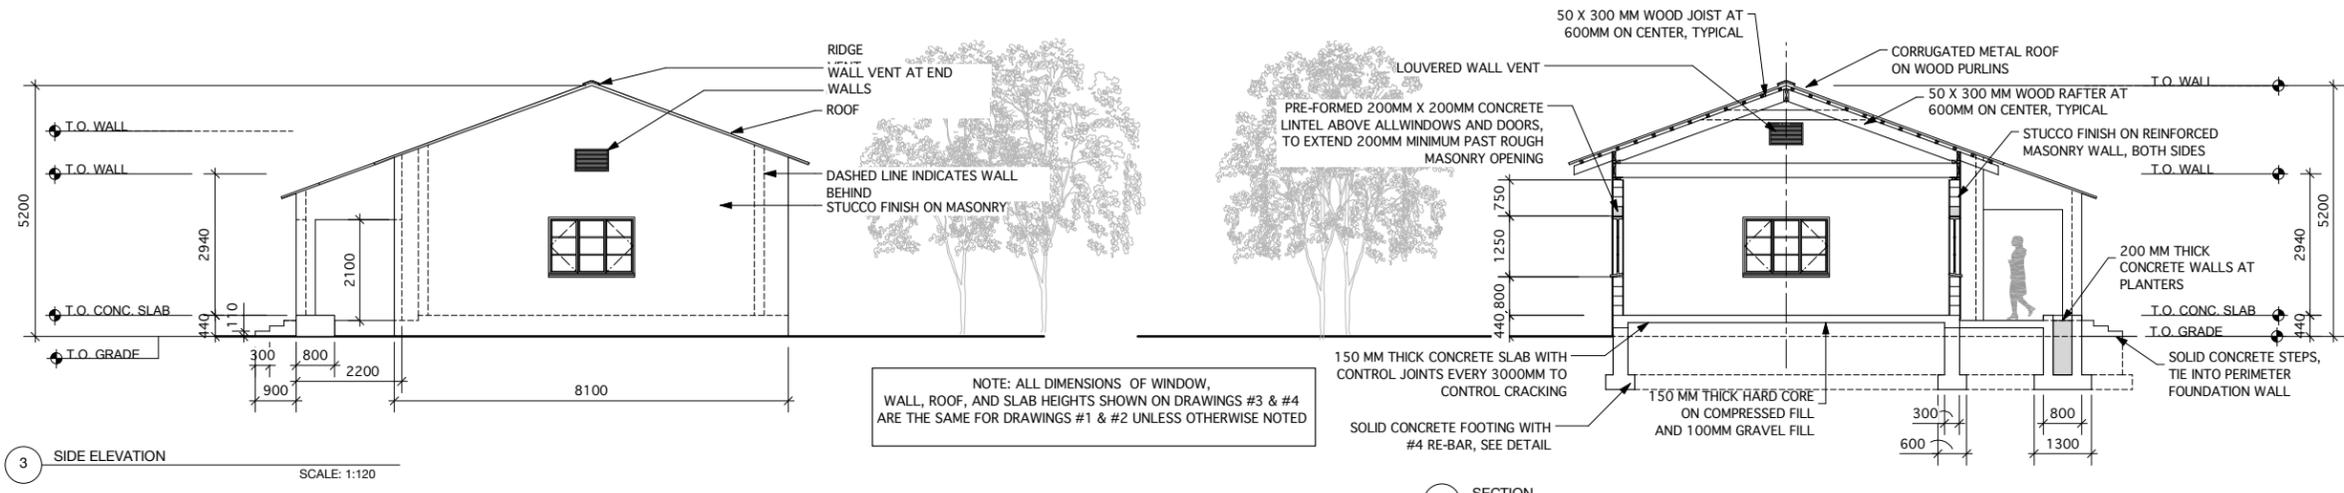 RIDGE
WALL VENT AT END
WALLS
ROOF
T.O. WALL
T.O. WALL
5200
2940
2100
DASHED LINE INDICATES WALL
BEHIND
STUCCO FINISH ON MASONRY
T.O. CONC. SLAB
110
440
T.O. GRADE
300
800
2200
900
8100
3
SIDE ELEVATION
SCALE: 1:120
NOTE: ALL DIMENSIONS OF WINDOW,
WALL, ROOF, AND SLAB HEIGHTS SHOWN ON DRAWINGS #3 & #4
ARE THE SAME FOR DRAWINGS #1 & #2 UNLESS OTHERWISE NOTED
50 X 300 MM WOOD JOIST AT
600MM ON CENTER, TYPICAL
LOUVERED WALL VENT
PRE-FORMED 200MM X 200MM CONCRETE
LINTEL ABOVE ALLWINDOWS AND DOORS,
TO EXTEND 200MM MINIMUM PAST ROUGH
MASONRY OPENING
CORRUGATED METAL ROOF
ON WOOD PURLINS
50 X 300 MM WOOD RAFTER AT
600MM ON CENTER, TYPICAL
STUCCO FINISH ON REINFORCED
MASONRY WALL, BOTH SIDES
T.O. WALL
T.O. WALL
750
1250
800
440
5200
2940
440
200 MM THICK
CONCRETE WALLS AT
PLANTERS
T.O. CONC. SLAB
T.O. GRADE
150 MM THICK CONCRETE SLAB WITH
CONTROL JOINTS EVERY 3000MM TO
CONTROL CRACKING
SOLID CONCRETE FOOTING WITH
#4 RE-BAR, SEE DETAIL
150 MM THICK HARD CORE
ON COMPRESSED FILL
AND 100MM GRAVEL FILL
SOLID CONCRETE STEPS,
TIE INTO PERIMETER
FOUNDATION WALL
300
600
800
1300
SECTION